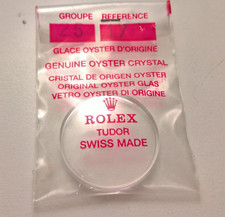 GROUPE REFERENCE
25
GLACE OYSTER D'ORIGINE
GENUINE OYSTER CRYSTAL
CRISTAL DE ORIGEN OYSTER
ORIGINAL OYSTER GLAS
VETRO OYSTER DI ORIGINE
ROLEX
TUDOR
SWISS MADE